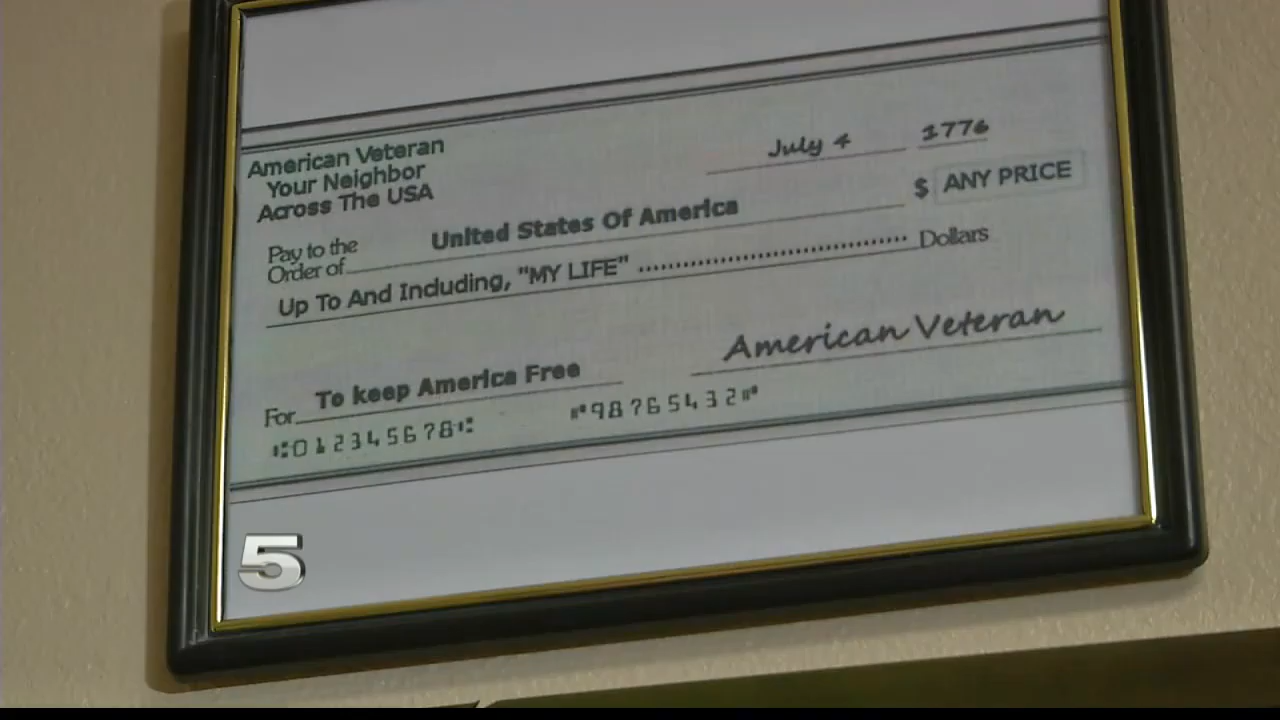 American Veteran
Your Neighbor
Across The USA
July 4 1776
Pay to the
Order of United States Of America $ ANY PRICE
Up To And Including, "MY LIFE" ........................................ Dollars
For To keep America Free American Veteran
⑆012345678⑆ ⑈98765432⑈
5